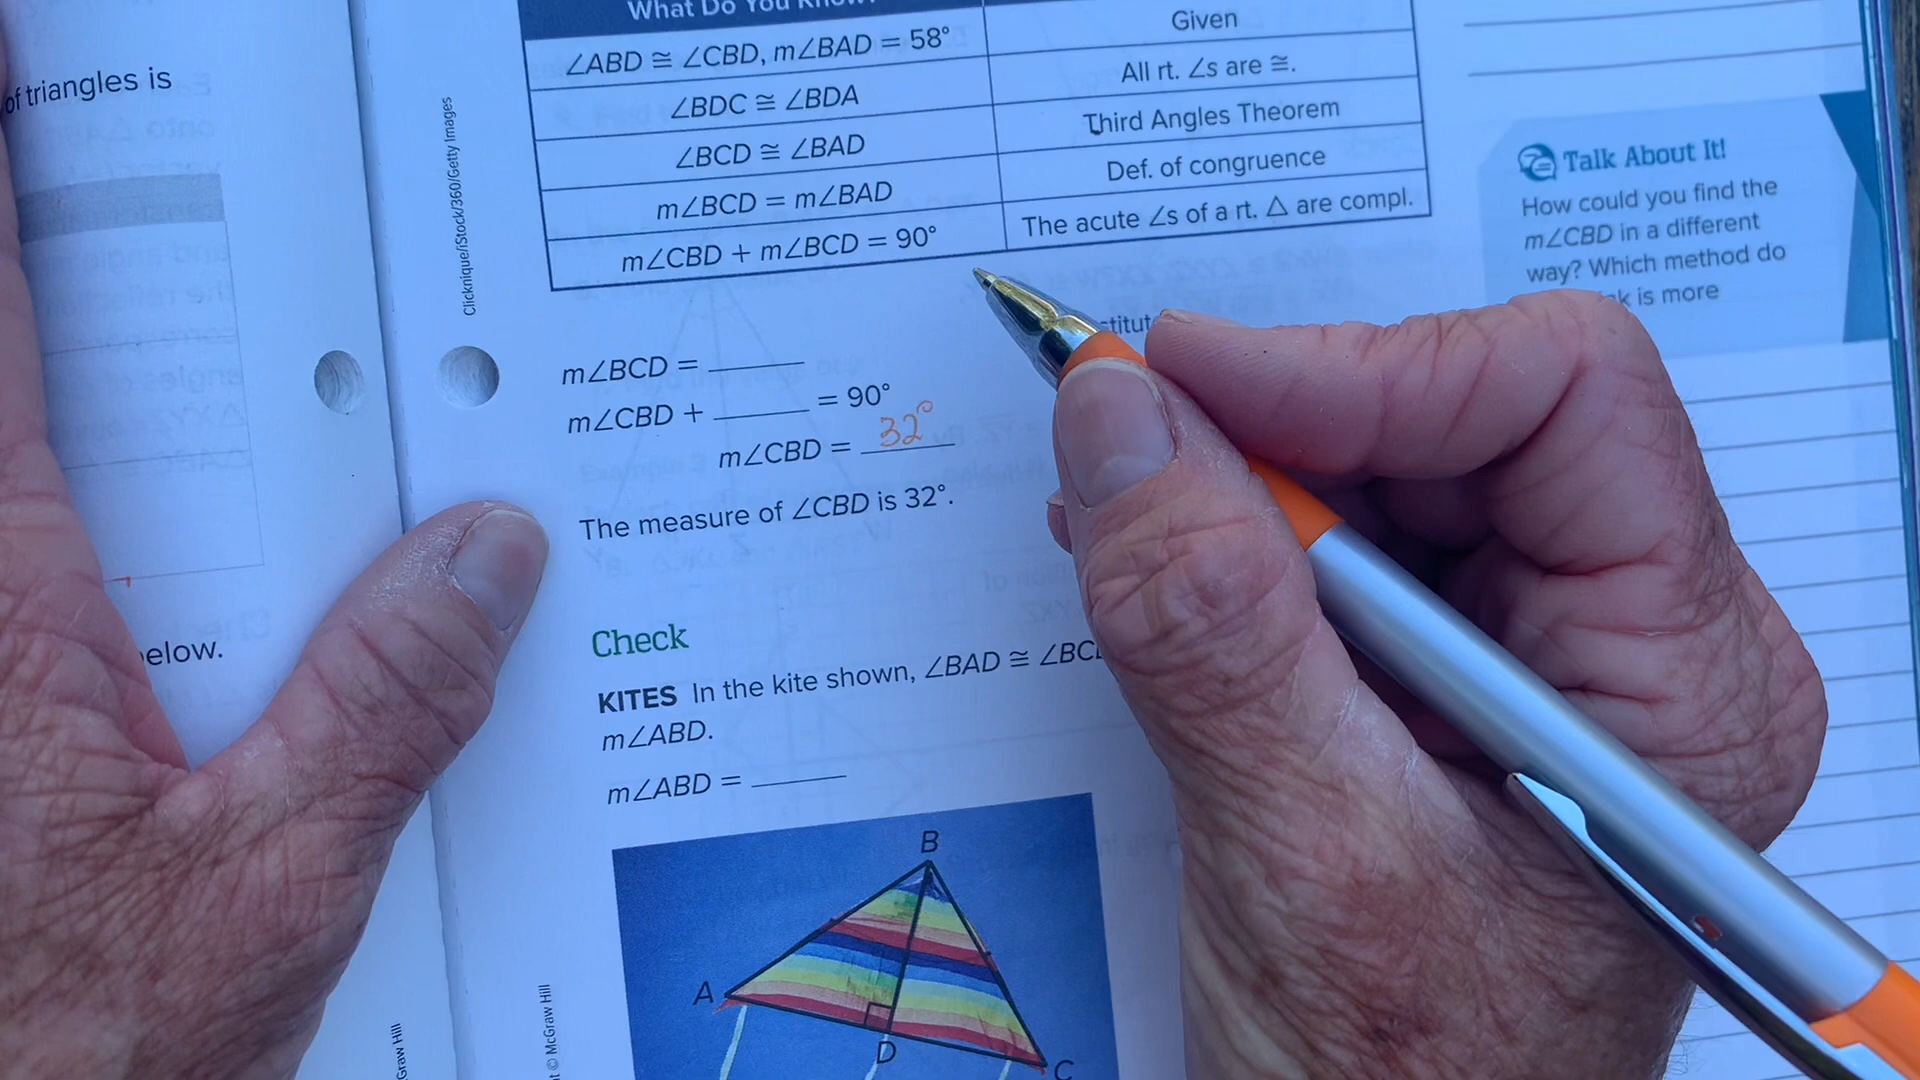 of triangles is
below.
Graw Hill
Clicknique/iStock/360/Getty Images
What Do You Know?
∠ABD ≅ ∠CBD, m∠BAD = 58° Given
∠BDC ≅ ∠BDA All rt. ∠s are ≅.
∠BCD ≅ ∠BAD Third Angles Theorem
m∠BCD = m∠BAD Def. of congruence
m∠CBD + m∠BCD = 90° The acute ∠s of a rt. △ are compl.
m∠BCD = ______
m∠CBD + ______ = 90°
m∠CBD = 32°
The measure of ∠CBD is 32°.
Check
KITES In the kite shown, ∠BAD ≅ ∠BC
m∠ABD.
m∠ABD = ______
B
A
D
C
© McGraw Hill
Talk About It!
How could you find the
m∠CBD in a different
way? Which method do
is more